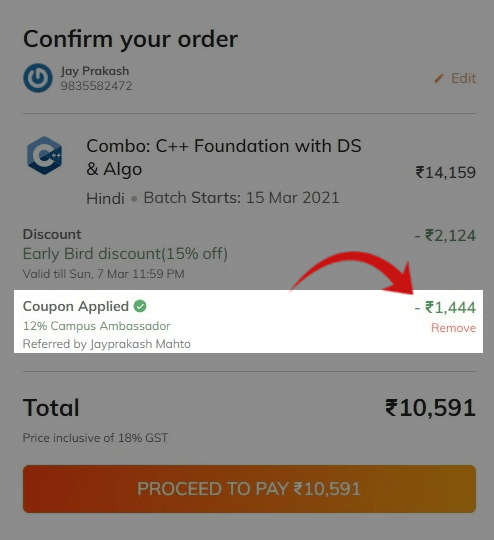 Confirm your order
Jay Prakash
9835582472
Edit
C++
Combo: C++ Foundation with DS
& Algo
₹14,159
Hindi • Batch Starts: 15 Mar 2021
Discount
- ₹2,124
Early Bird discount(15% off)
Valid till Sun, 7 Mar 11:59 PM
Coupon Applied
- ₹1,444
12% Campus Ambassador
Remove
Referred by Jayprakash Mahto
Total
₹10,591
Price inclusive of 18% GST
PROCEED TO PAY ₹10,591